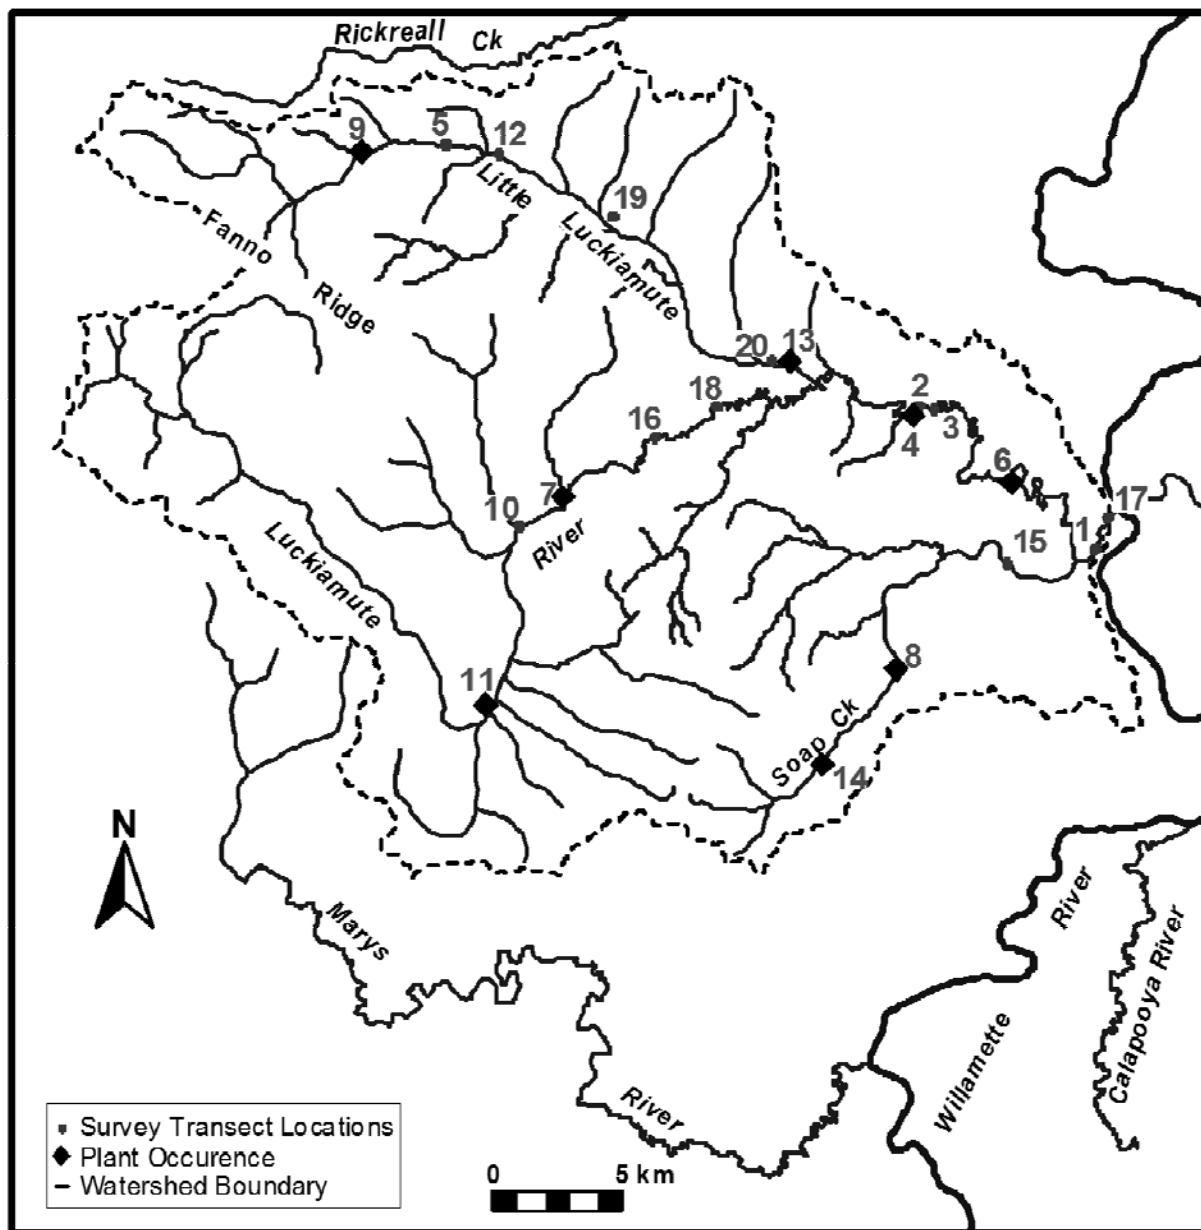 Rickreall Ck
9
5
12
Little
19
Fanno
Luckiamute
Ridge
20
13
18
2
16
3
4
6
7
10
17
River
15
1
Luckiamute
8
11
Soap Ck
14
N
Marys
River
River
Willamette
Calapooya River
Survey Transect Locations
Plant Occurence
Watershed Boundary
0 5 km